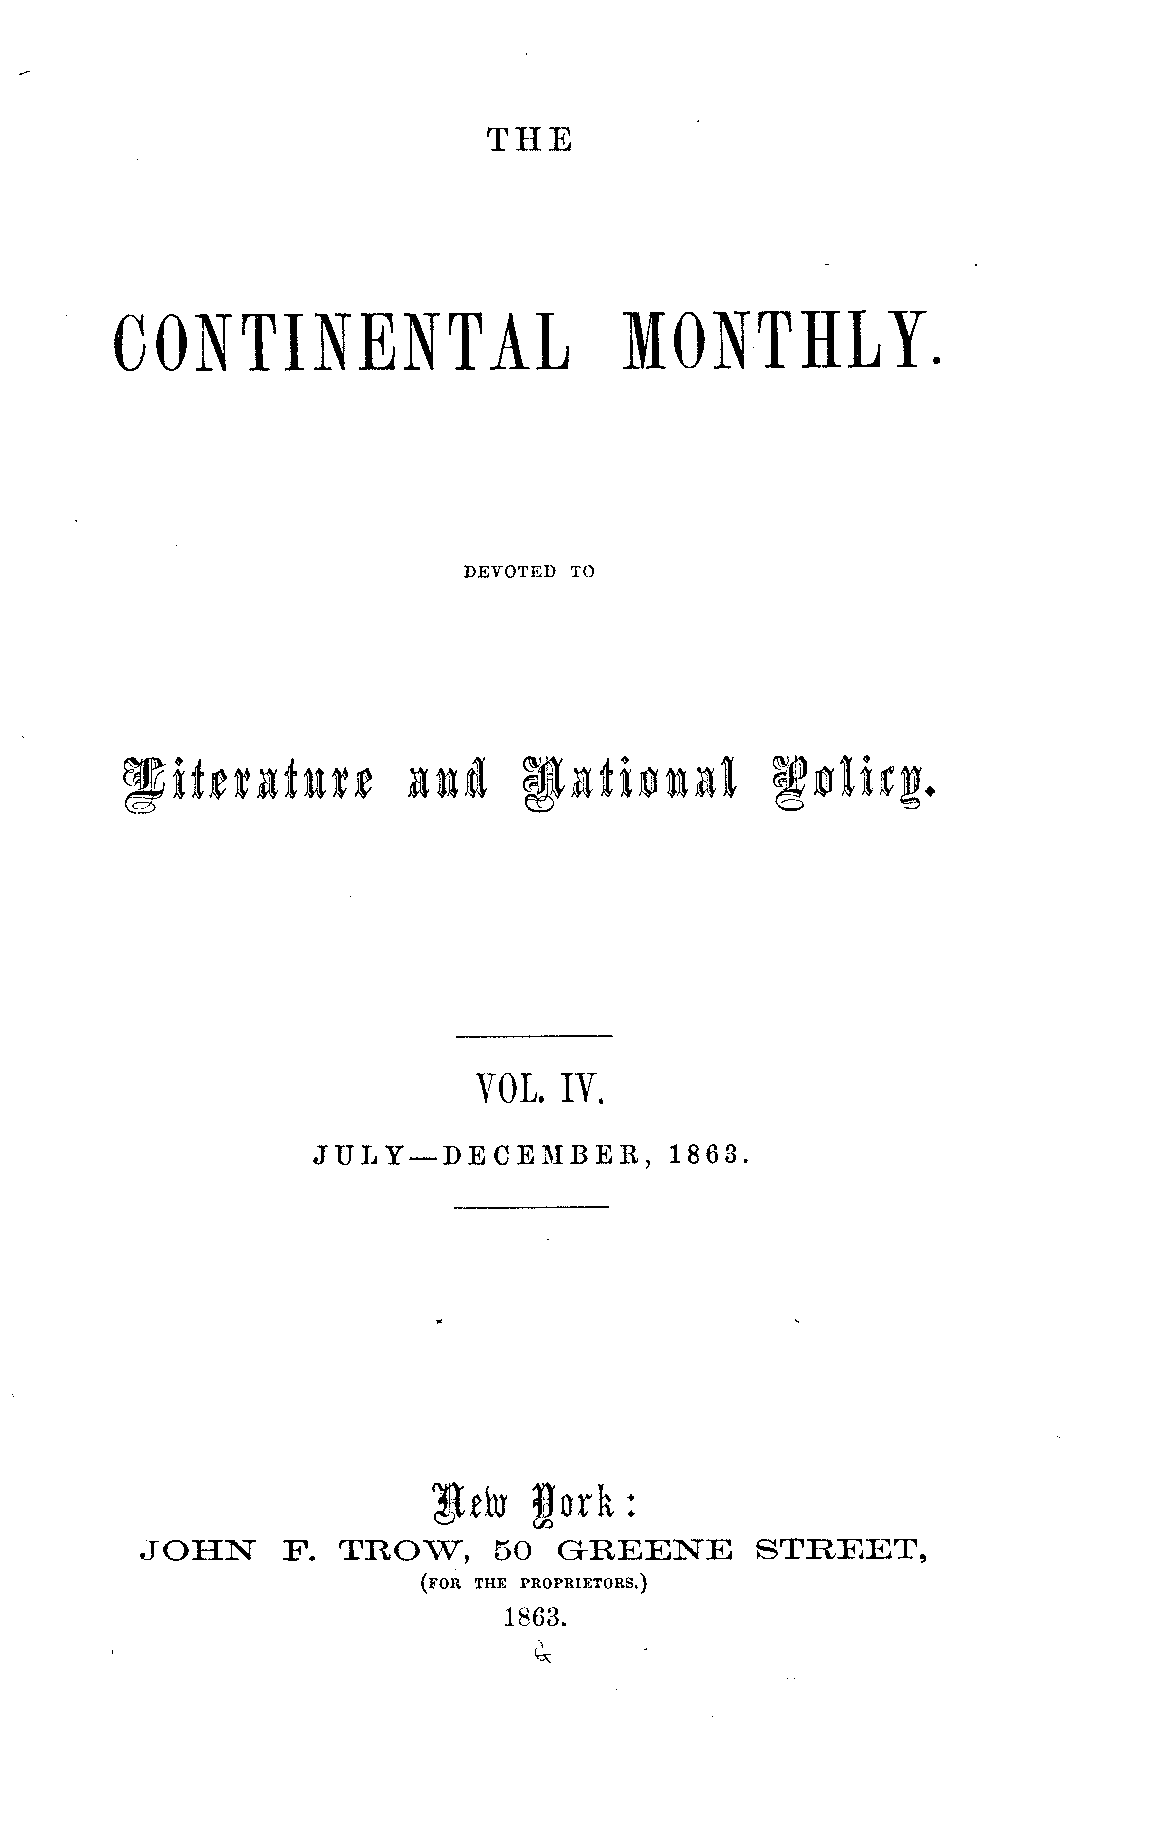 THE
CONTINENTAL MONTHLY.
DEVOTED TO
Literature and National Policy.
VOL. IV.
JULY—DECEMBER, 1863.
New York:
JOHN F. TROW, 50 GREENE STREET,
(FOR THE PROPRIETORS.)
1863.